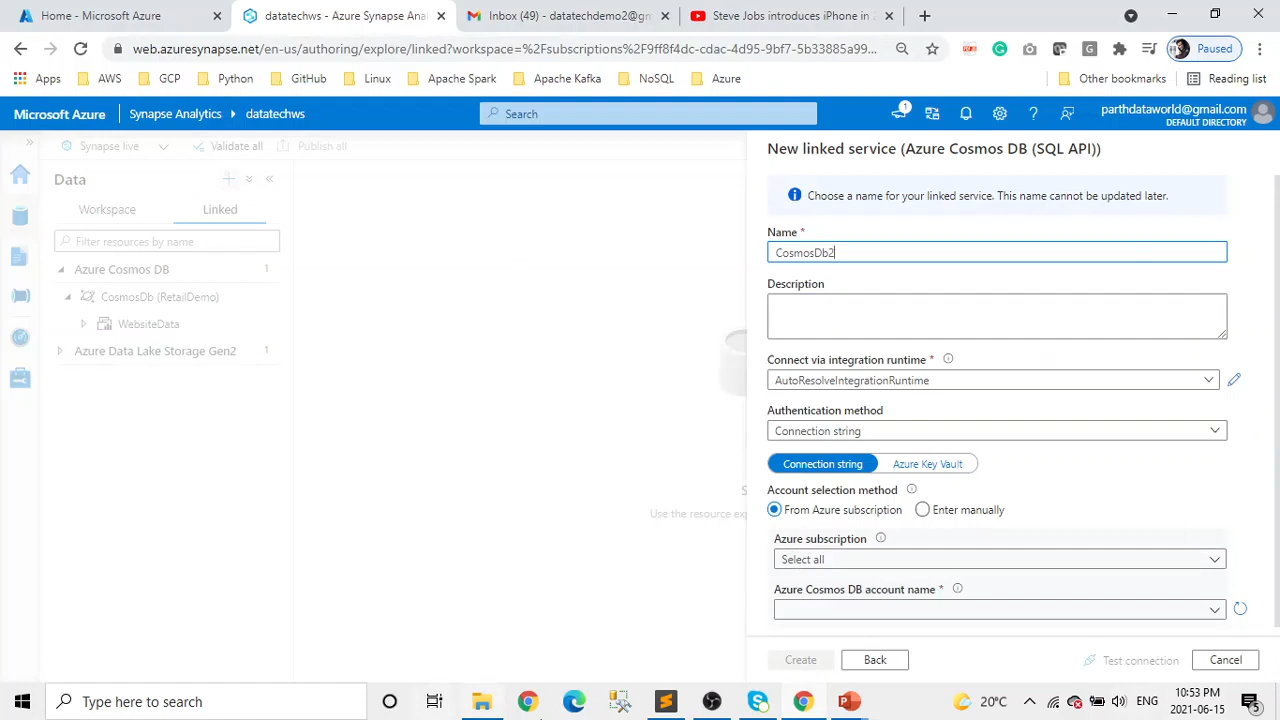 Home - Microsoft Azure
datatechws - Azure Synapse Anal
Inbox (49) - datatechdemo2@gm
Steve Jobs introduces iPhone in 2
web.azuresynapse.net/en-us/authoring/explore/linked?workspace=%2Fsubscriptions%2F9ff8f4dc-cdac-4d95-9bf7-5b33885a99...
Paused
Apps
AWS
GCP
Python
GitHub
Linux
Apache Spark
Apache Kafka
NoSQL
Azure
Other bookmarks
Reading list
Microsoft Azure
Synapse Analytics
datatechws
Search
1
parthdataworld@gmail.com
DEFAULT DIRECTORY
Synapse live
Validate all
Publish all
Data
Workspace
Linked
Filter resources by name
Azure Cosmos DB 1
CosmosDb (RetailDemo)
WebsiteData
Azure Data Lake Storage Gen2 1
S
Use the resource exp
New linked service (Azure Cosmos DB (SQL API))
Choose a name for your linked service. This name cannot be updated later.
Name *
CosmosDb2
Description
Connect via integration runtime *
AutoResolveIntegrationRuntime
Authentication method
Connection string
Connection string
Azure Key Vault
Account selection method
From Azure subscription
Enter manually
Azure subscription
Select all
Azure Cosmos DB account name *
Create
Back
Test connection
Cancel
Type here to search
20°C
ENG
10:53 PM
2021-06-15
5